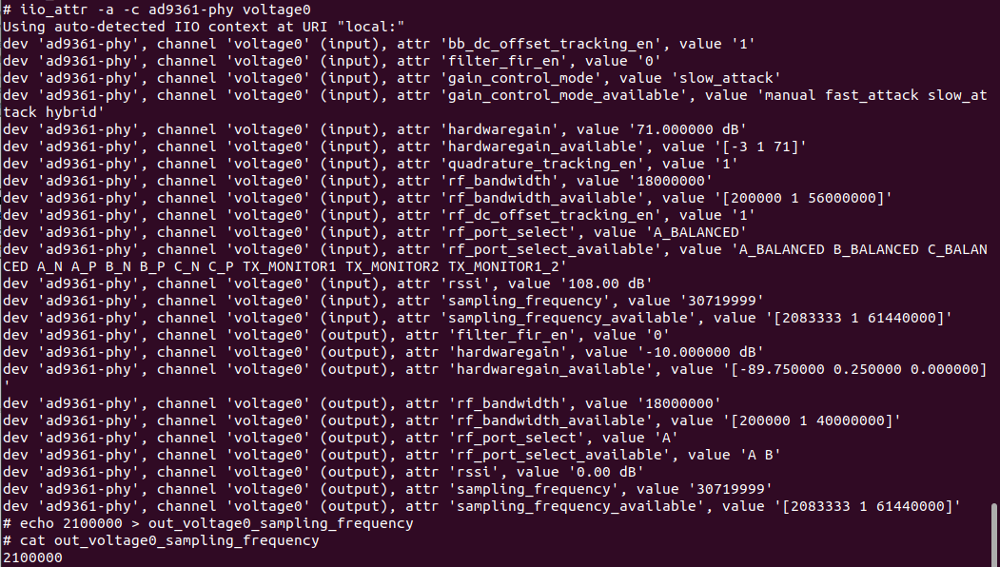 # iio_attr -a -c ad9361-phy voltage0
Using auto-detected IIO context at URI "local:"
dev 'ad9361-phy', channel 'voltage0' (input), attr 'bb_dc_offset_tracking_en', value '1'
dev 'ad9361-phy', channel 'voltage0' (input), attr 'filter_fir_en', value '0'
dev 'ad9361-phy', channel 'voltage0' (input), attr 'gain_control_mode', value 'slow_attack'
dev 'ad9361-phy', channel 'voltage0' (input), attr 'gain_control_mode_available', value 'manual fast_attack slow_at
tack hybrid'
dev 'ad9361-phy', channel 'voltage0' (input), attr 'hardwaregain', value '71.000000 dB'
dev 'ad9361-phy', channel 'voltage0' (input), attr 'hardwaregain_available', value '[-3 1 71]'
dev 'ad9361-phy', channel 'voltage0' (input), attr 'quadrature_tracking_en', value '1'
dev 'ad9361-phy', channel 'voltage0' (input), attr 'rf_bandwidth', value '18000000'
dev 'ad9361-phy', channel 'voltage0' (input), attr 'rf_bandwidth_available', value '[200000 1 56000000]'
dev 'ad9361-phy', channel 'voltage0' (input), attr 'rf_dc_offset_tracking_en', value '1'
dev 'ad9361-phy', channel 'voltage0' (input), attr 'rf_port_select', value 'A_BALANCED'
dev 'ad9361-phy', channel 'voltage0' (input), attr 'rf_port_select_available', value 'A_BALANCED B_BALANCED C_BALAN
CED A_N A_P B_N B_P C_N C_P TX_MONITOR1 TX_MONITOR2 TX_MONITOR1_2'
dev 'ad9361-phy', channel 'voltage0' (input), attr 'rssi', value '108.00 dB'
dev 'ad9361-phy', channel 'voltage0' (input), attr 'sampling_frequency', value '30719999'
dev 'ad9361-phy', channel 'voltage0' (input), attr 'sampling_frequency_available', value '[2083333 1 61440000]'
dev 'ad9361-phy', channel 'voltage0' (output), attr 'filter_fir_en', value '0'
dev 'ad9361-phy', channel 'voltage0' (output), attr 'hardwaregain', value '-10.000000 dB'
dev 'ad9361-phy', channel 'voltage0' (output), attr 'hardwaregain_available', value '[-89.750000 0.250000 0.000000]
'
dev 'ad9361-phy', channel 'voltage0' (output), attr 'rf_bandwidth', value '18000000'
dev 'ad9361-phy', channel 'voltage0' (output), attr 'rf_bandwidth_available', value '[200000 1 40000000]'
dev 'ad9361-phy', channel 'voltage0' (output), attr 'rf_port_select', value 'A'
dev 'ad9361-phy', channel 'voltage0' (output), attr 'rf_port_select_available', value 'A B'
dev 'ad9361-phy', channel 'voltage0' (output), attr 'rssi', value '0.00 dB'
dev 'ad9361-phy', channel 'voltage0' (output), attr 'sampling_frequency', value '30719999'
dev 'ad9361-phy', channel 'voltage0' (output), attr 'sampling_frequency_available', value '[2083333 1 61440000]'
# echo 2100000 > out_voltage0_sampling_frequency
# cat out_voltage0_sampling_frequency
2100000